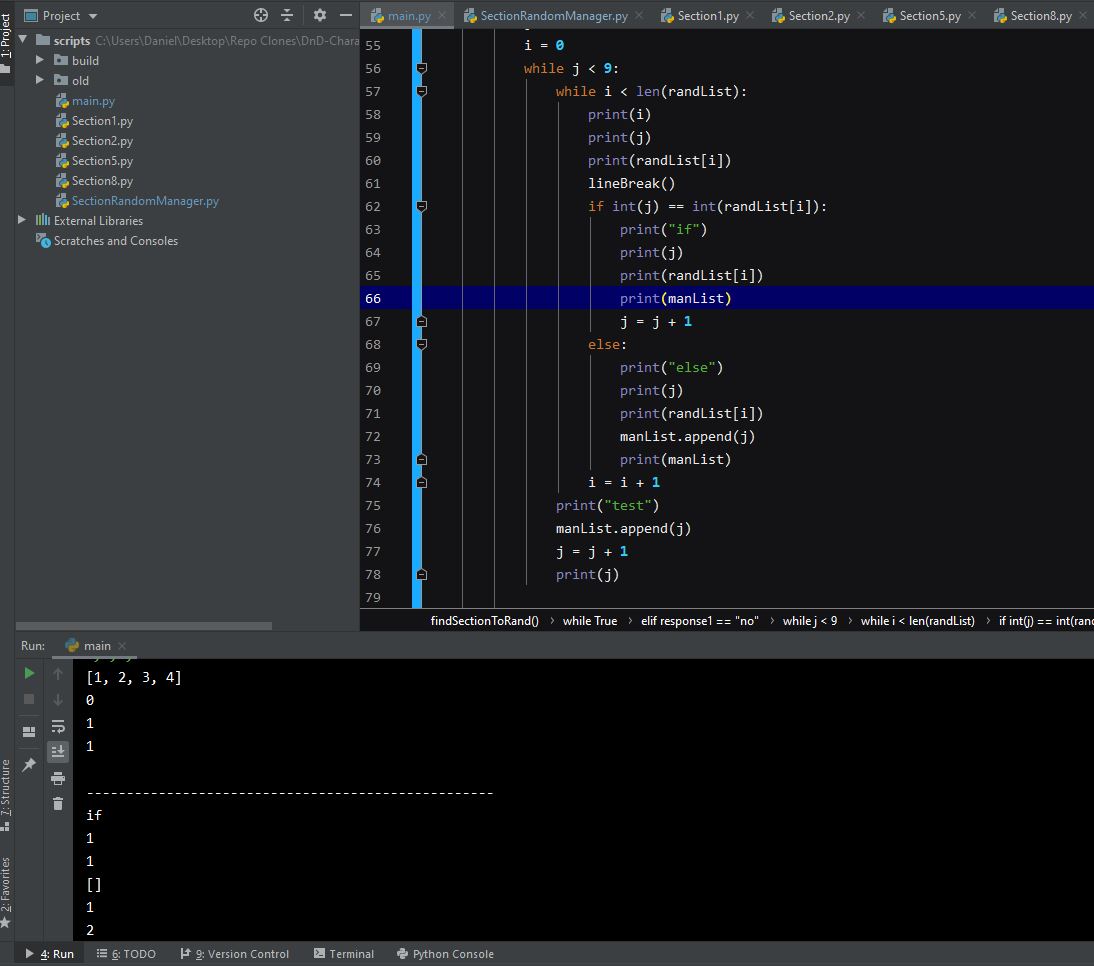 Project
main.py
SectionRandomManager.py
Section1.py
Section2.py
Section5.py
Section8.py
1: Project
scripts C:\Users\Daniel\Desktop\Repo Clones\DnD-Chara
build
old
main.py
Section1.py
Section2.py
Section5.py
Section8.py
SectionRandomManager.py
External Libraries
Scratches and Consoles
55 i = 0
56 while j < 9:
57 while i < len(randList):
58 print(i)
59 print(j)
60 print(randList[i])
61 lineBreak()
62 if int(j) == int(randList[i]):
63 print("if")
64 print(j)
65 print(randList[i])
66 print(manList)
67 j = j + 1
68 else:
69 print("else")
70 print(j)
71 print(randList[i])
72 manList.append(j)
73 print(manList)
74 i = i + 1
75 print("test")
76 manList.append(j)
77 j = j + 1
78 print(j)
79
findSectionToRand() › while True › elif response1 == "no" › while j < 9 › while i < len(randList) › if int(j) == int(rand
Run: main
[1, 2, 3, 4]
0
1
1
--------------------------------------------------
if
1
1
[]
1
2
7: Structure
2: Favorites
4: Run
6: TODO
9: Version Control
Terminal
Python Console